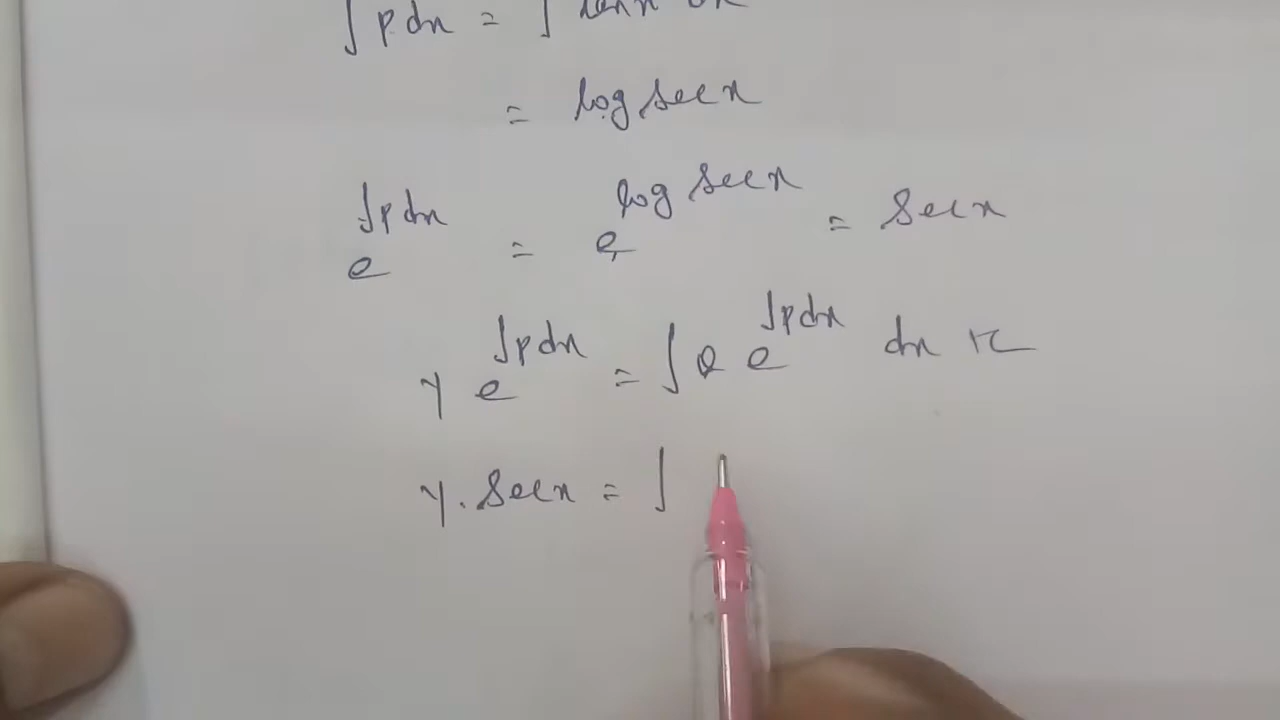 ∫p dx = ∫ tan x dx
= log sec x
e^∫p dx = e^log sec x = sec x
y e^∫p dx = ∫ Q e^∫p dx dx + c
y . sec x = ∫